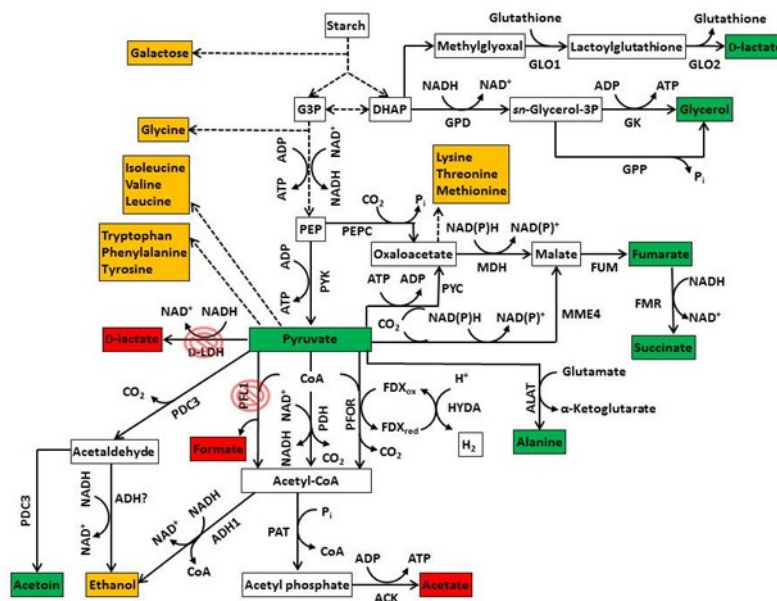 Starch
Glutathione
Glutathione
Galactose
Methylglyoxal
Lactoylglutathione
D-lactate
GLO1
GLO2
NADH
NAD+
ADP
ATP
G3P
DHAP
sn-Glycerol-3P
Glycerol
GPD
GK
Glycine
ADP
NAD+
ATP
NADH
GPP
Pi
Isoleucine
Valine
Leucine
Lysine
Threonine
Methionine
CO2
Pi
PEP
PEPC
NAD(P)H
NAD(P)+
Tryptophan
Phenylalanine
Tyrosine
Oxaloacetate
MDH
Malate
FUM
Fumarate
ADP
ATP
PYK
ATP
ADP
PYC
NADH
FMR
NAD+
CO2
NAD(P)H
NAD(P)+
MME4
NAD+
NADH
D-lactate
D-LDH
Pyruvate
Succinate
CO2
PDC3
PFL1
CoA
NAD+
NADH
PDH
CO2
PFOR
FDXox
FDXred
CO2
H+
HYDA
H2
Glutamate
ALAT
α-Ketoglutarate
Alanine
Formate
Acetaldehyde
Acetyl-CoA
PDC3
NADH
NAD+
ADH?
NAD+
NADH
ADH1
CoA
PAT
Pi
CoA
ADP
ATP
Acetoin
Ethanol
Acetyl phosphate
ACK
Acetate